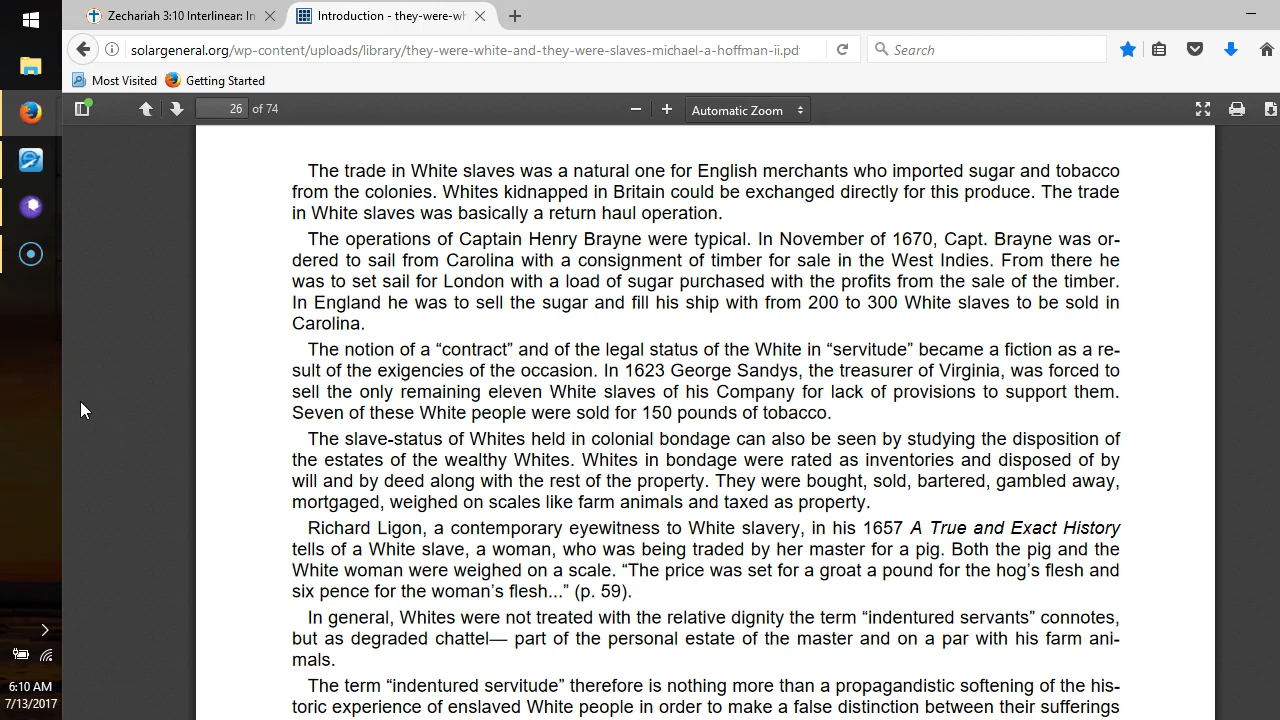 Zechariah 3:10 Interlinear: In
Introduction - they-were-wh
solargeneral.org/wp-content/uploads/library/they-were-white-and-they-were-slaves-michael-a-hoffman-ii.pd
Search
Most Visited
Getting Started
26 of 74
Automatic Zoom
The trade in White slaves was a natural one for English merchants who imported sugar and tobacco
from the colonies. Whites kidnapped in Britain could be exchanged directly for this produce. The trade
in White slaves was basically a return haul operation.
The operations of Captain Henry Brayne were typical. In November of 1670, Capt. Brayne was or-
dered to sail from Carolina with a consignment of timber for sale in the West Indies. From there he
was to set sail for London with a load of sugar purchased with the profits from the sale of the timber.
In England he was to sell the sugar and fill his ship with from 200 to 300 White slaves to be sold in
Carolina.
The notion of a “contract” and of the legal status of the White in “servitude” became a fiction as a re-
sult of the exigencies of the occasion. In 1623 George Sandys, the treasurer of Virginia, was forced to
sell the only remaining eleven White slaves of his Company for lack of provisions to support them.
Seven of these White people were sold for 150 pounds of tobacco.
The slave-status of Whites held in colonial bondage can also be seen by studying the disposition of
the estates of the wealthy Whites. Whites in bondage were rated as inventories and disposed of by
will and by deed along with the rest of the property. They were bought, sold, bartered, gambled away,
mortgaged, weighed on scales like farm animals and taxed as property.
Richard Ligon, a contemporary eyewitness to White slavery, in his 1657 A True and Exact History
tells of a White slave, a woman, who was being traded by her master for a pig. Both the pig and the
White woman were weighed on a scale. “The price was set for a groat a pound for the hog’s flesh and
six pence for the woman’s flesh...” (p. 59).
In general, Whites were not treated with the relative dignity the term “indentured servants” connotes,
but as degraded chattel— part of the personal estate of the master and on a par with his farm ani-
mals.
The term “indentured servitude” therefore is nothing more than a propagandistic softening of the his-
toric experience of enslaved White people in order to make a false distinction between their sufferings
6:10 AM
7/13/2017